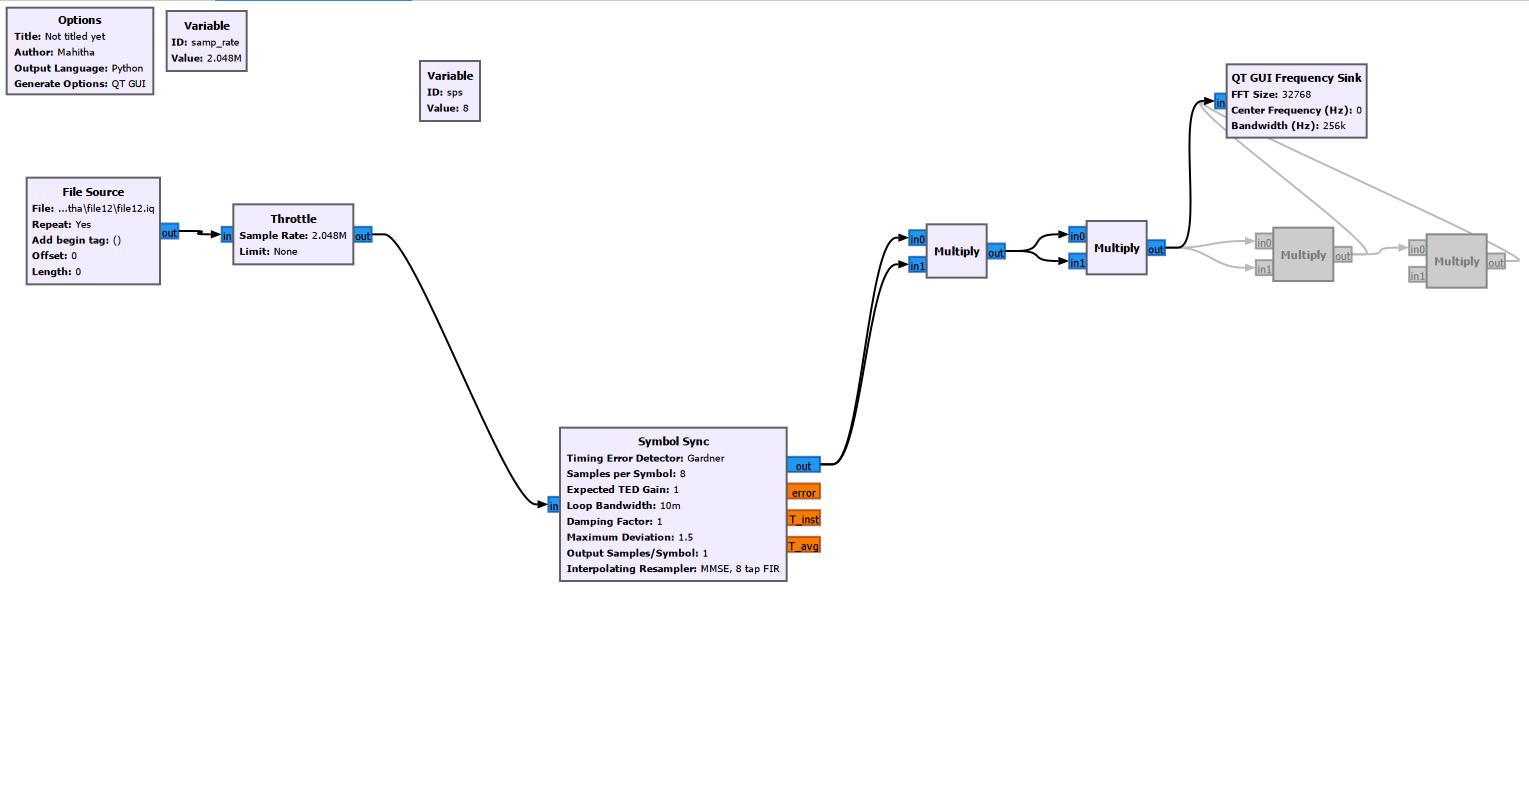 Options
Title: Not titled yet
Author: Mahitha
Output Language: Python
Generate Options: QT GUI
Variable
ID: samp_rate
Value: 2.048M
Variable
ID: sps
Value: 8
QT GUI Frequency Sink
FFT Size: 32768
Center Frequency (Hz): 0
Bandwidth (Hz): 256k
in
File Source
File: ...tha\file12\file12.iq
Repeat: Yes
Add begin tag: ()
Offset: 0
Length: 0
out
in
Throttle
Sample Rate: 2.048M
Limit: None
out
in0
in1
Multiply
out
in0
in1
Multiply
out
in0
in1
Multiply
out
in0
in1
Multiply
out
in
Symbol Sync
Timing Error Detector: Gardner
Samples per Symbol: 8
Expected TED Gain: 1
Loop Bandwidth: 10m
Damping Factor: 1
Maximum Deviation: 1.5
Output Samples/Symbol: 1
Interpolating Resampler: MMSE, 8 tap FIR
out
error
T_inst
T_avg